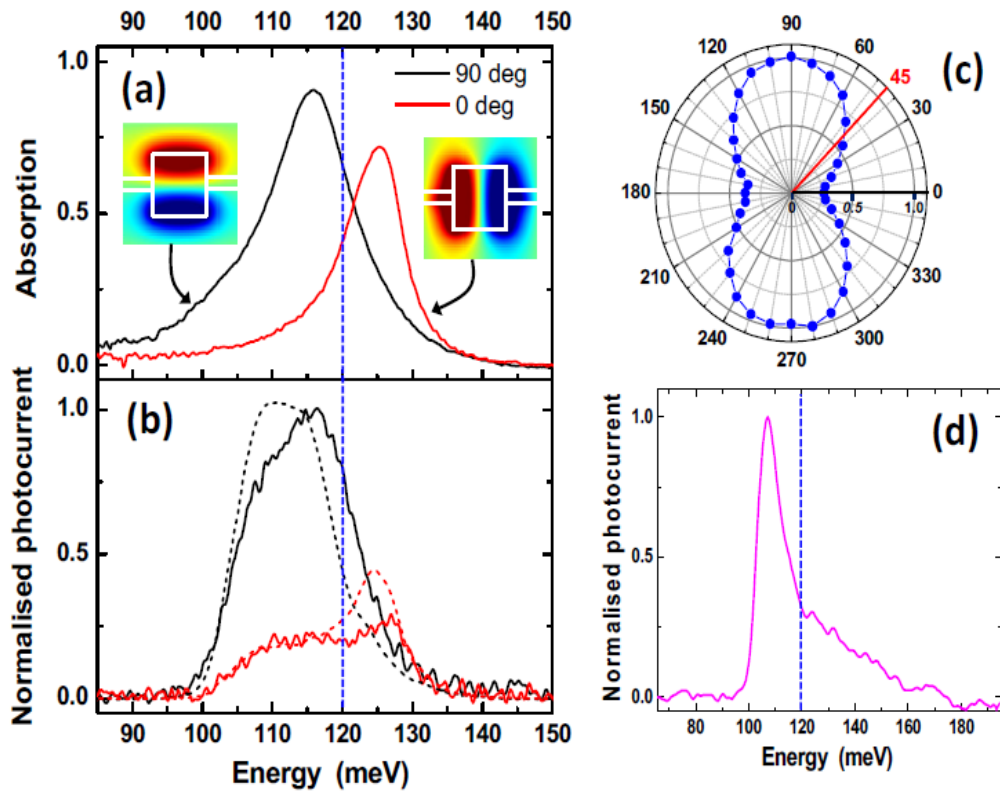 90 100 110 120 130 140 150
(a)
90 deg
0 deg
1.0
0.5
0.0
Absorption
(b)
1.0
0.5
0.0
Normalised photocurrent
90 100 110 120 130 140 150
Energy (meV)
(c)
90
60
45
30
0
330
300
270
240
210
180
150
120
0 0.5 1.0
(d)
1.0
0.5
0.0
Normalised photocurrent
80 100 120 140 160 180
Energy (meV)